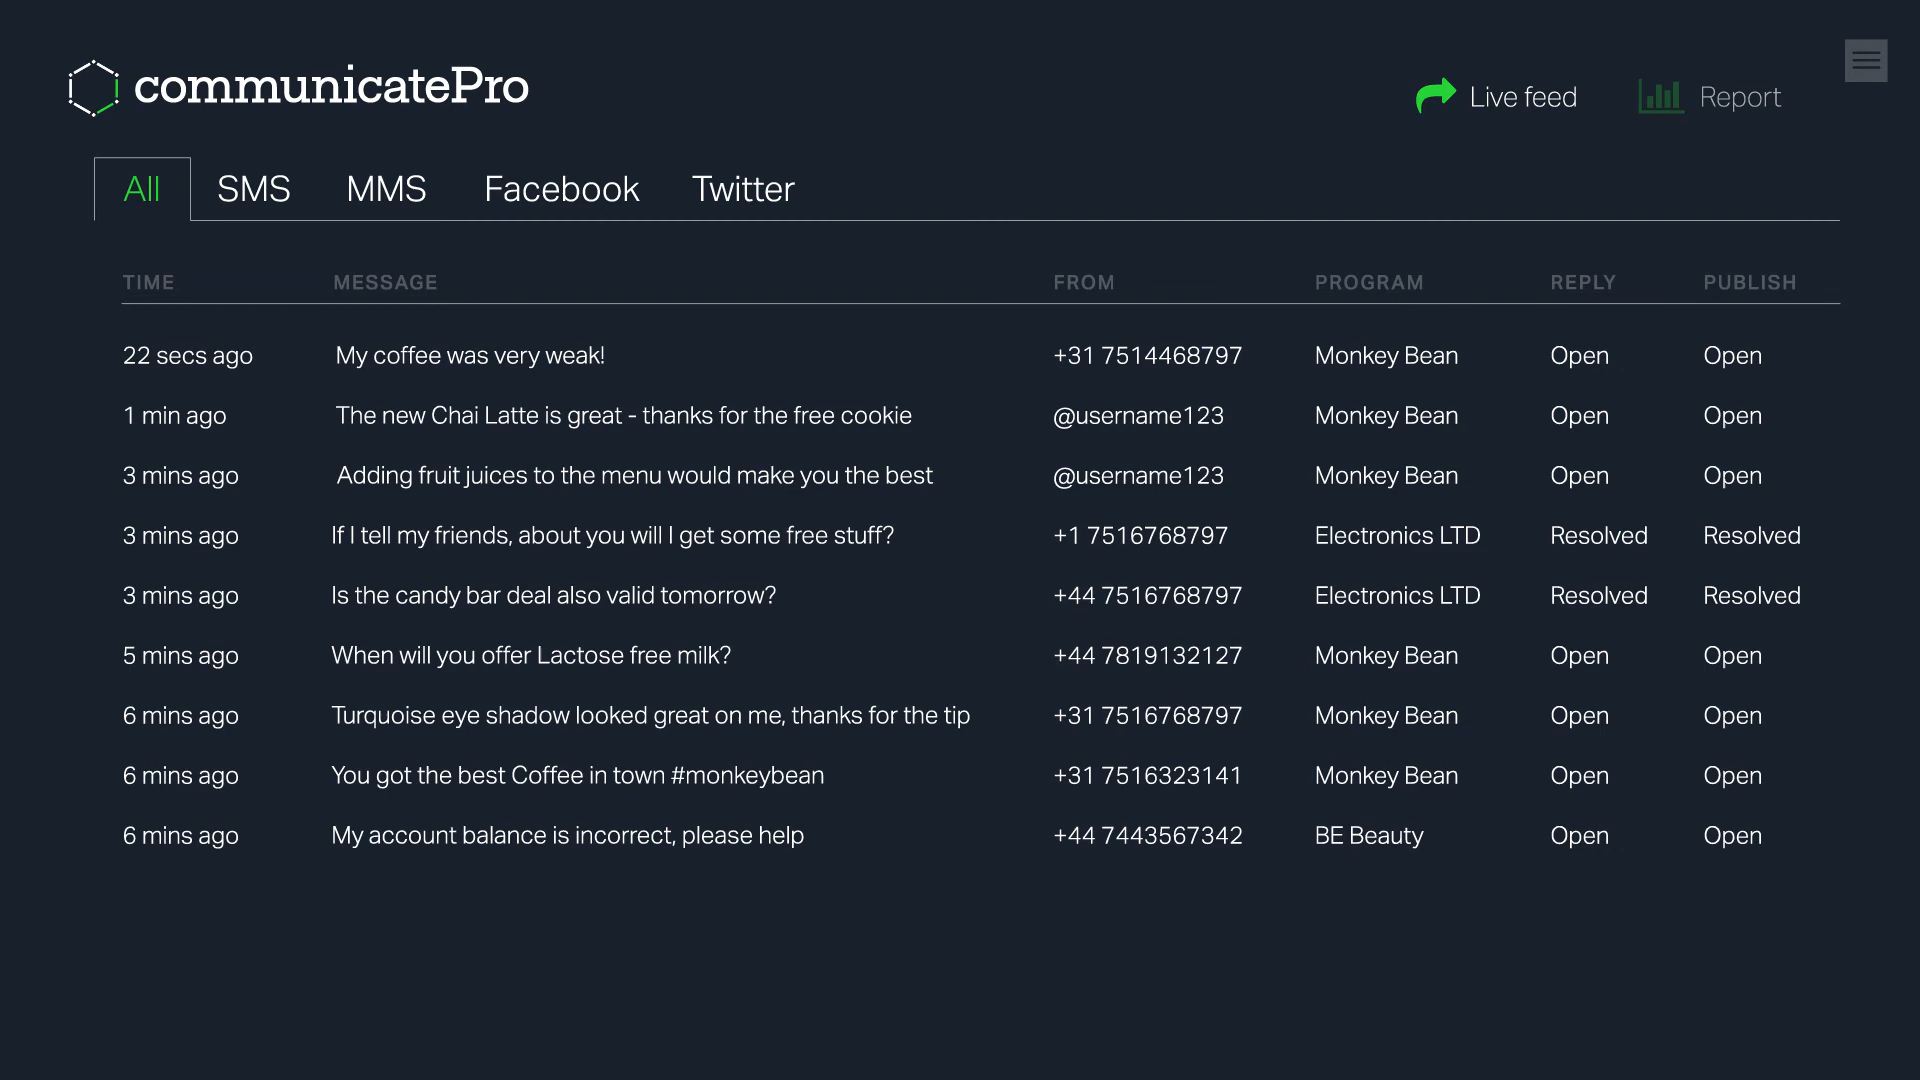 communicatePro
Live feed Report
All SMS MMS Facebook Twitter
TIME MESSAGE FROM PROGRAM REPLY PUBLISH
22 secs ago My coffee was very weak! +31 7514468797 Monkey Bean Open Open
1 min ago The new Chai Latte is great - thanks for the free cookie @username123 Monkey Bean Open Open
3 mins ago Adding fruit juices to the menu would make you the best @username123 Monkey Bean Open Open
3 mins ago If I tell my friends, about you will I get some free stuff? +1 7516768797 Electronics LTD Resolved Resolved
3 mins ago Is the candy bar deal also valid tomorrow? +44 7516768797 Electronics LTD Resolved Resolved
5 mins ago When will you offer Lactose free milk? +44 7819132127 Monkey Bean Open Open
6 mins ago Turquoise eye shadow looked great on me, thanks for the tip +31 7516768797 Monkey Bean Open Open
6 mins ago You got the best Coffee in town #monkeybean +31 7516323141 Monkey Bean Open Open
6 mins ago My account balance is incorrect, please help +44 7443567342 BE Beauty Open Open